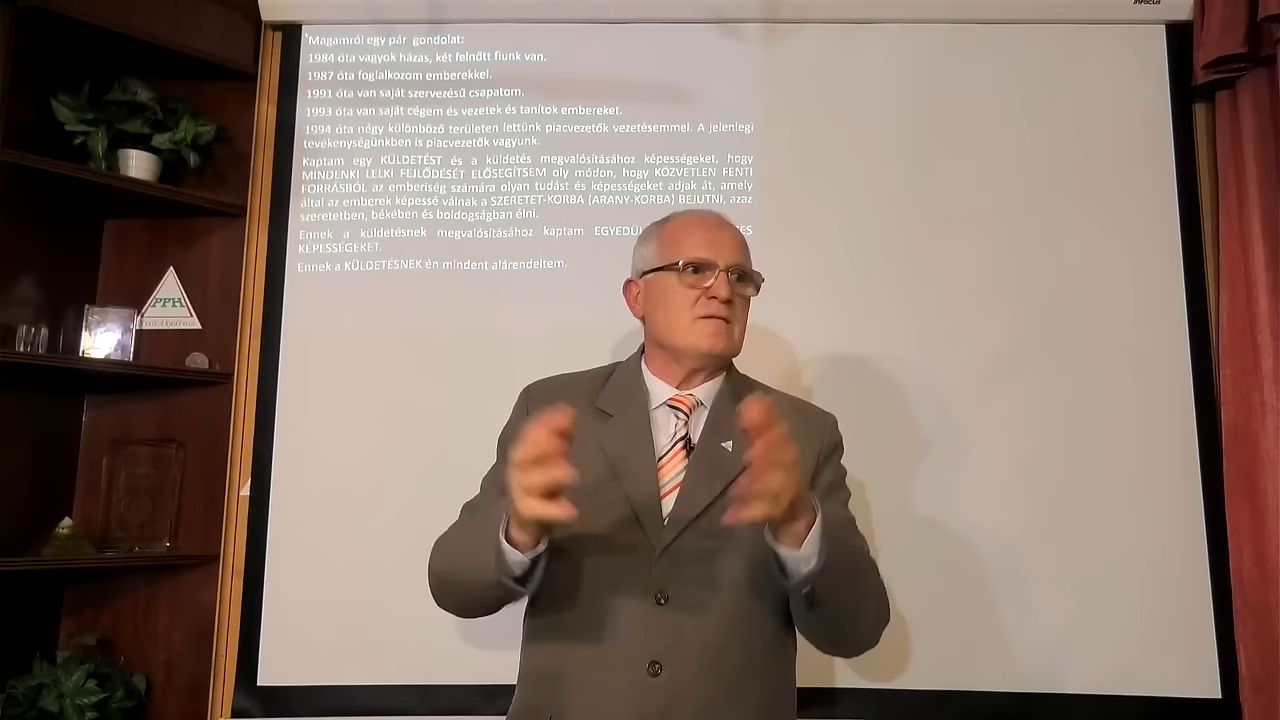 InFocus
'Magamról egy pár gondolat:
1984 óta vagyok házas, két felnőtt fiunk van.
1987 óta foglalkozom emberekkel.
1991 óta van saját szervezésű csapatom.
1993 óta van saját cégem és vezetek és tanítok embereket.
1994 óta négy különböző területen lettünk piacvezetők vezetésemmel. A jelenlegi
tevékenységünkben is piacvezetők vagyunk.
Kaptam egy KÜLDETÉST és a küldetés megvalósításához képességeket, hogy
MINDENKI LELKI FEJLŐDÉSÉT ELŐSEGÍTSEM oly módon, hogy KÖZVETLEN FENTI
FORRÁSBÓL az emberiség számára olyan tudást és képességeket adjak át, amely
által az emberek képessé válnak a SZERETET-KORBA (ARANY-KORBA) BEJUTNI, azaz
szeretetben, békében és boldogságban élni.
Ennek a küldetésnek megvalósításához kaptam
KÉPESSÉGEKET.
Ennek a KÜLDETÉSNEK én mindent alárendeltem.
PPH